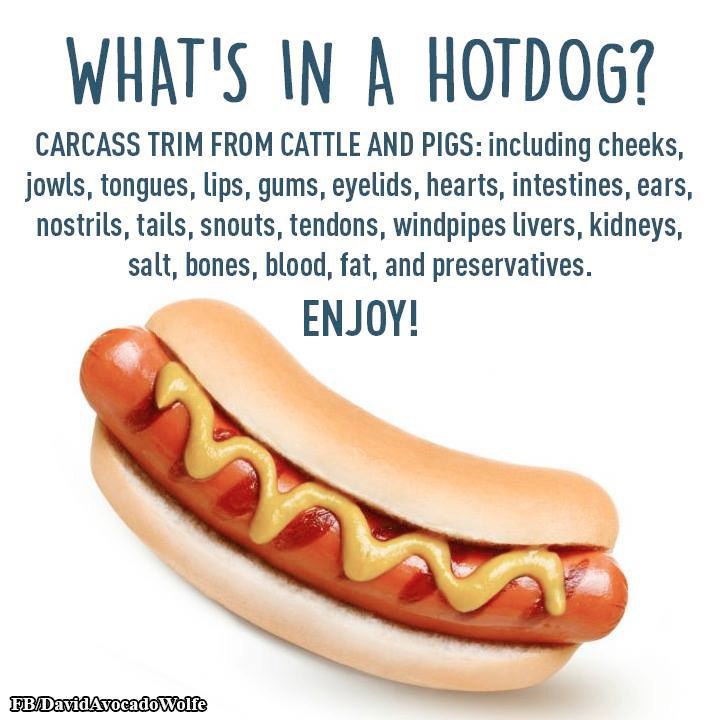 WHAT'S IN A HOTDOG?
CARCASS TRIM FROM CATTLE AND PIGS: including cheeks,
jowls, tongues, lips, gums, eyelids, hearts, intestines, ears,
nostrils, tails, snouts, tendons, windpipes livers, kidneys,
salt, bones, blood, fat, and preservatives.
ENJOY!
FB/DavidAvocadoWolfe